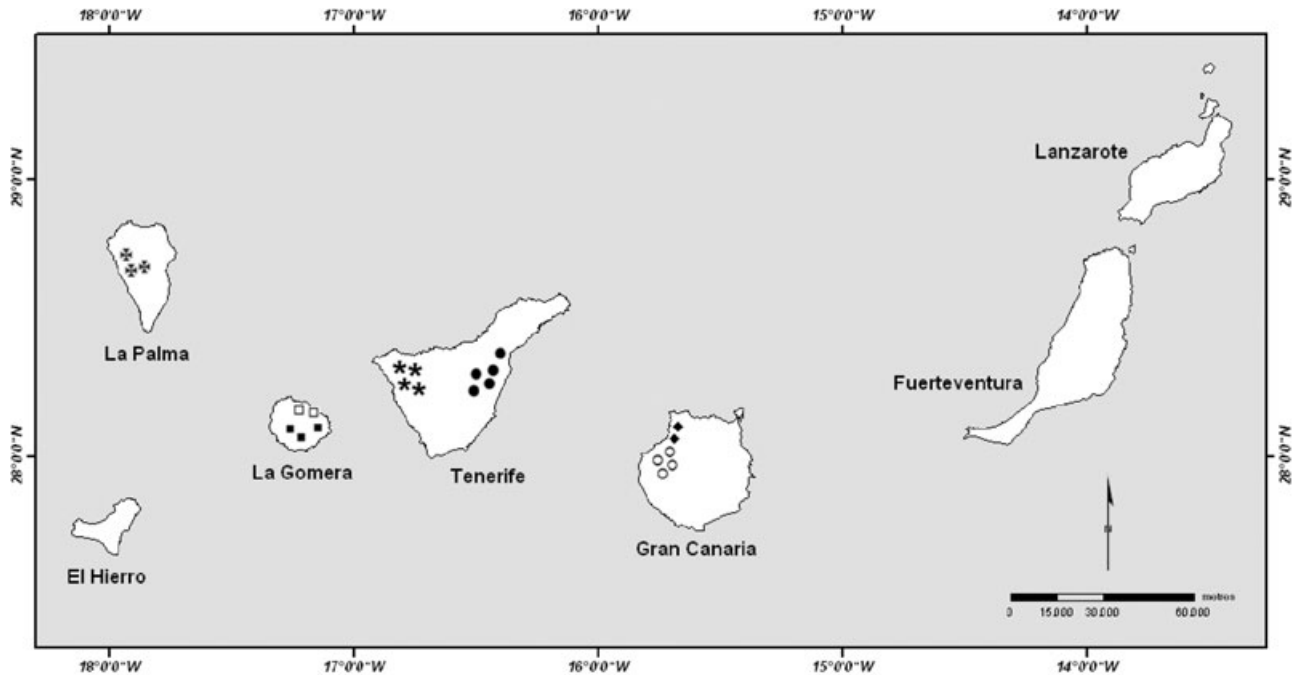 18°0'0"W 17°0'0"W 16°0'0"W 15°0'0"W 14°0'0"W
29°0'0"N
29°0'0"N
Lanzarote
La Palma
Fuerteventura
28°0'0"N
28°0'0"N
La Gomera
Tenerife
Gran Canaria
El Hierro
metros
0 15.000 30.000 60.000
18°0'0"W 17°0'0"W 16°0'0"W 15°0'0"W 14°0'0"W